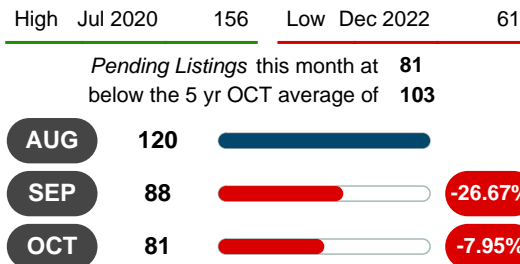 High Jul 2020 156 Low Dec 2022 61
Pending Listings this month at 81
below the 5 yr OCT average of 103
AUG 120
SEP 88 -26.67%
OCT 81 -7.95%